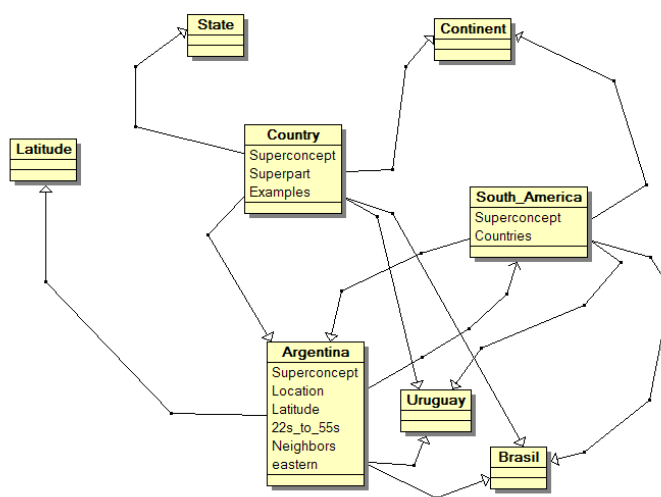 State
Continent
Country
Superconcept
Superpart
Examples
Latitude
South_America
Superconcept
Countries
Argentina
Superconcept
Location
Latitude
22s_to_55s
Neighbors
eastern
Uruguay
Brasil